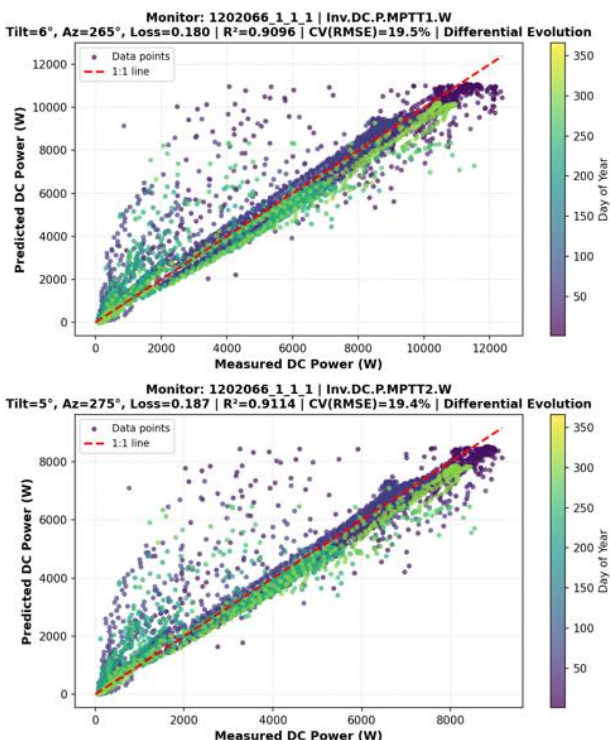 Monitor: 1202066_1_1_1 | Inv.DC.P.MPTT1.W
Tilt=6°, Az=265°, Loss=0.180 | R²=0.9096 | CV(RMSE)=19.5% | Differential Evolution
Data points
1:1 line
12000
10000
8000
6000
4000
2000
0
Predicted DC Power (W)
0 2000 4000 6000 8000 10000 12000
Measured DC Power (W)
350
300
250
200
150
100
50
Day of Year
Monitor: 1202066_1_1_1 | Inv.DC.P.MPTT2.W
Tilt=5°, Az=275°, Loss=0.187 | R²=0.9114 | CV(RMSE)=19.4% | Differential Evolution
Data points
1:1 line
8000
6000
4000
2000
0
Predicted DC Power (W)
0 2000 4000 6000 8000
Measured DC Power (W)
350
300
250
200
150
100
50
Day of Year